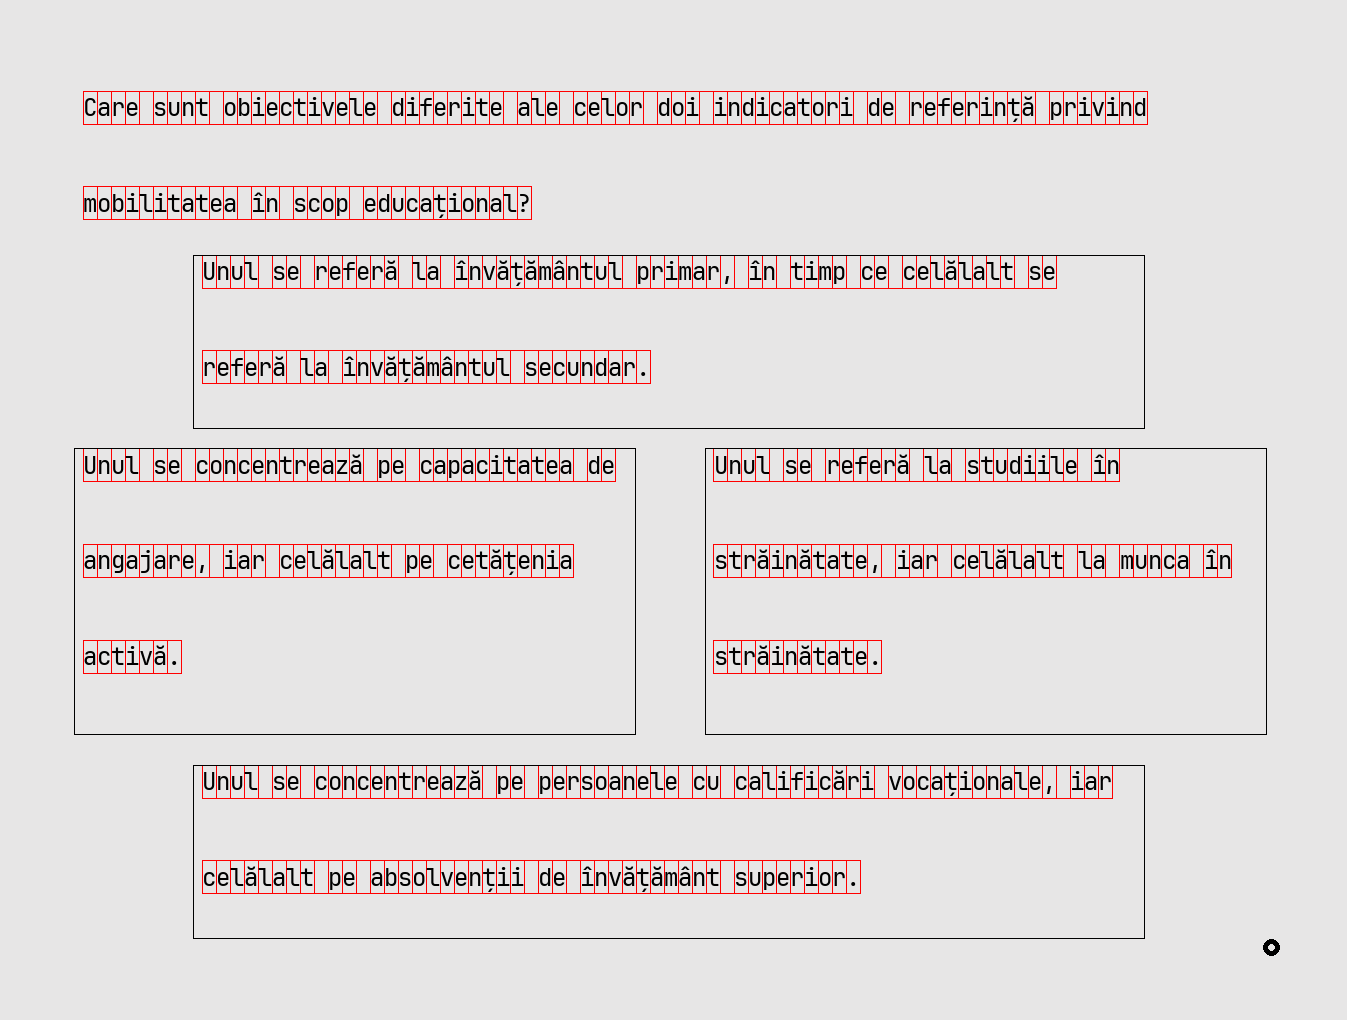 Care sunt obiectivele diferite ale celor doi indicatori de referință privind
mobilitatea în scop educațional?
Unul se referă la învățământul primar, în timp ce celălalt se
referă la învățământul secundar.
Unul se concentrează pe capacitatea de
angajare, iar celălalt pe cetățenia
activă.
Unul se referă la studiile în
străinătate, iar celălalt la munca în
străinătate.
Unul se concentrează pe persoanele cu calificări vocaționale, iar
celălalt pe absolvenții de învățământ superior.